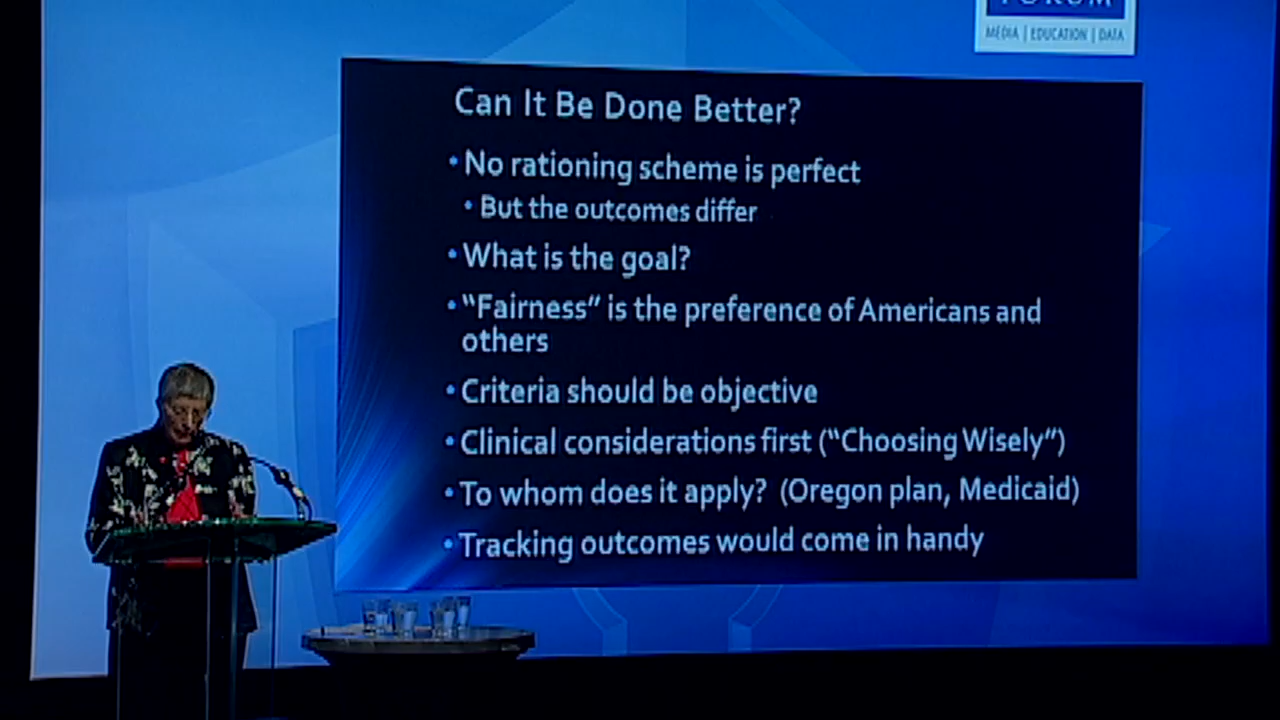 FORUM
MEDIA | EDUCATION | DATA
Can It Be Done Better?
• No rationing scheme is perfect
• But the outcomes differ
• What is the goal?
• “Fairness” is the preference of Americans and
others
• Criteria should be objective
• Clinical considerations first (“Choosing Wisely”)
• To whom does it apply? (Oregon plan, Medicaid)
• Tracking outcomes would come in handy